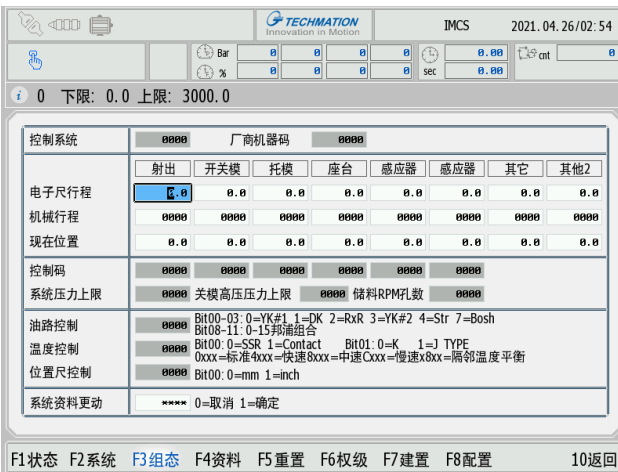 TECHMATION
Innovation in Motion
IMCS 2021.04.26/02:54
Bar 0 0 0 0 0.00 cnt 0
% 0 0 0 0 sec 0.00
i 0 下限: 0.0 上限: 3000.0
控制系统 0000 厂商机器码 0000
射出 开关模 托模 座台 感应器 感应器 其它 其他2
电子尺行程 0.0 0.0 0.0 0.0 0.0 0.0 0.0 0.0
机械行程 0000 0000 0000 0000 0000 0000 0000 0000
现在位置 0.0 0.0 0.0 0.0 0.0 0.0 0.0 0.0
控制码 0000 0000 0000 0000 0000 0000
系统压力上限 0000 关模高压压力上限 0000 储料RPM孔数 0000
油路控制 0000 Bit00-03:0=YK#1 1=DK 2=RxR 3=YK#2 4=Str 7=Bosh
Bit08-11:0-15邦浦组合
温度控制 0000 Bit00:0=SSR 1=Contact Bit01:0=K 1=J TYPE
0xxx=标准4xxx=快速8xxx=中速Cxxx=慢速x8xx=隔邻温度平衡
位置尺控制 0000 Bit00:0=mm 1=inch
系统资料更动 **** 0=取消 1=确定
F1状态 F2系统 F3组态 F4资料 F5重置 F6权级 F7建置 F8配置 10返回